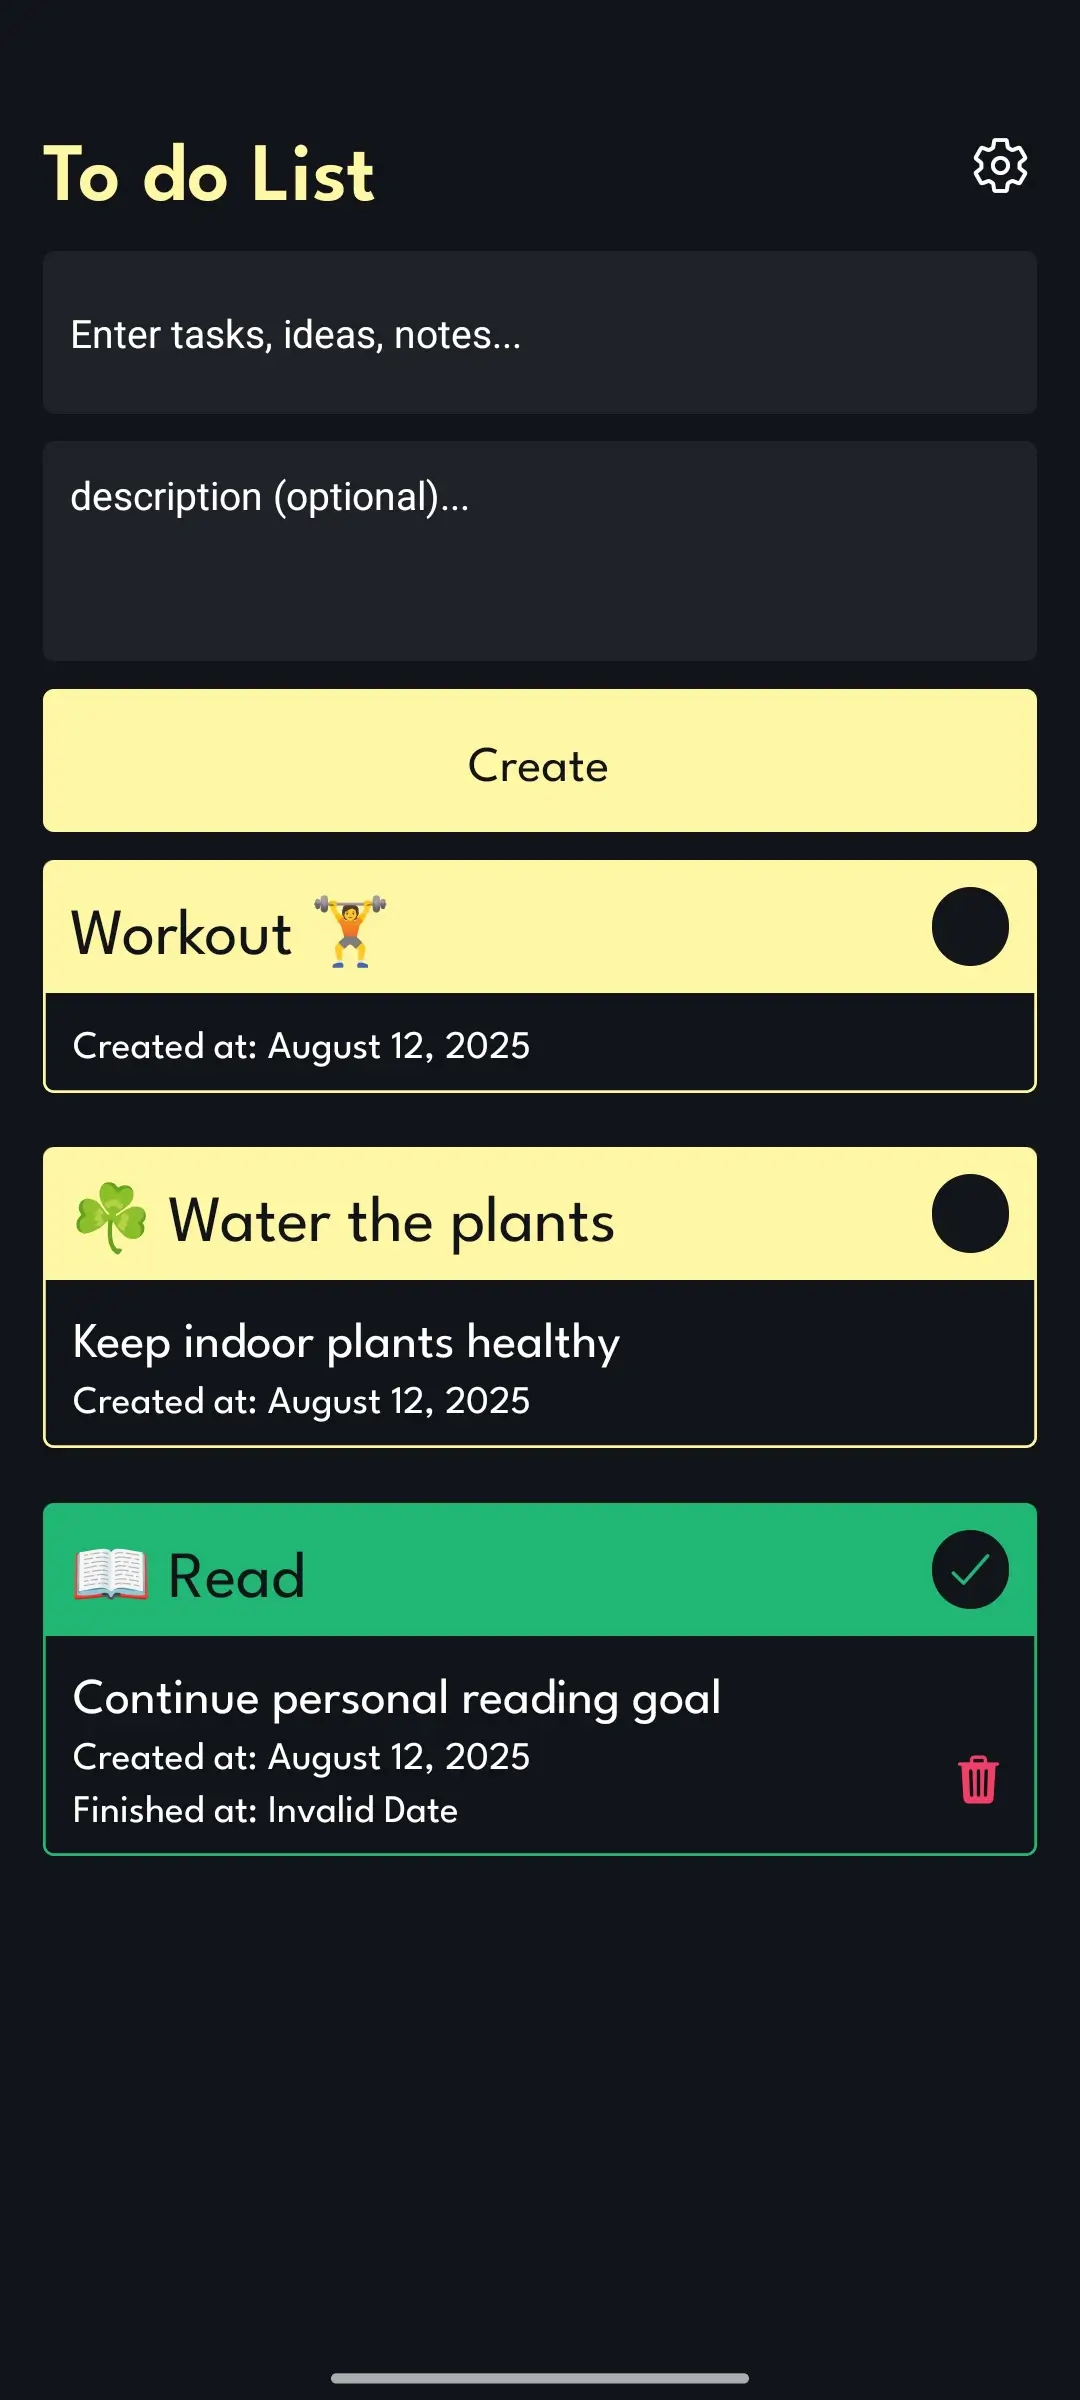 To do List
Enter tasks, ideas, notes...
description (optional)...
Create
Workout 🏋️
Created at: August 12, 2025
☘️ Water the plants
Keep indoor plants healthy
Created at: August 12, 2025
📖 Read
Continue personal reading goal
Created at: August 12, 2025
Finished at: Invalid Date